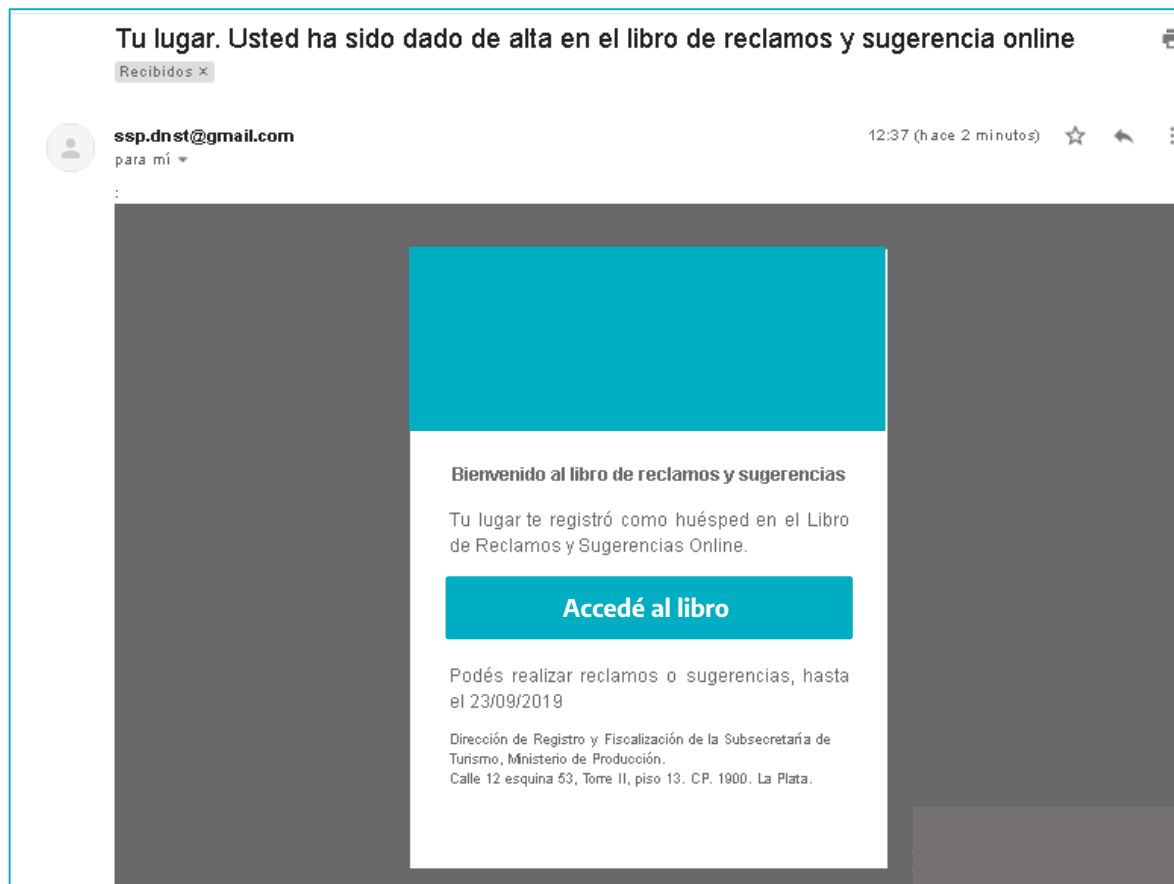 Tu lugar. Usted ha sido dado de alta en el libro de reclamos y sugerencia online
Recibidos ×
ssp.dnst@gmail.com
12:37 (hace 2 minutos)
para mí
:
Bienvenido al libro de reclamos y sugerencias
Tu lugar te registró como huésped en el Libro
de Reclamos y Sugerencias Online.
Accedé al libro
Podés realizar reclamos o sugerencias, hasta
el 23/09/2019
Dirección de Registro y Fiscalización de la Subsecretaría de
Turismo, Ministerio de Producción.
Calle 12 esquina 53, Torre II, piso 13. CP. 1900. La Plata.